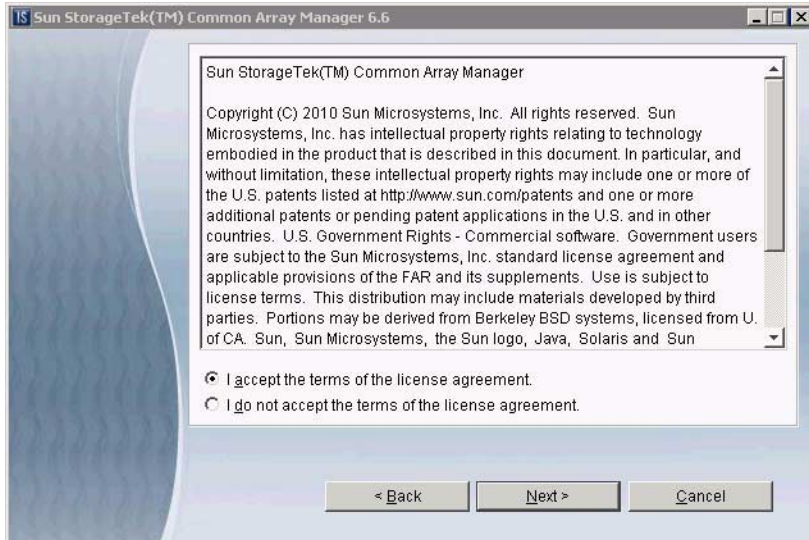 IS Sun StorageTek(TM) Common Array Manager 6.6
Sun StorageTek(TM) Common Array Manager
Copyright (C) 2010 Sun Microsystems, Inc. All rights reserved. Sun
Microsystems, Inc. has intellectual property rights relating to technology
embodied in the product that is described in this document. In particular, and
without limitation, these intellectual property rights may include one or more of
the U.S. patents listed at http://www.sun.com/patents and one or more
additional patents or pending patent applications in the U.S. and in other
countries. U.S. Government Rights - Commercial software. Government users
are subject to the Sun Microsystems, Inc. standard license agreement and
applicable provisions of the FAR and its supplements. Use is subject to
license terms. This distribution may include materials developed by third
parties. Portions may be derived from Berkeley BSD systems, licensed from U.
of CA. Sun, Sun Microsystems, the Sun logo, Java, Solaris and Sun
I accept the terms of the license agreement.
I do not accept the terms of the license agreement.
< Back Next > Cancel